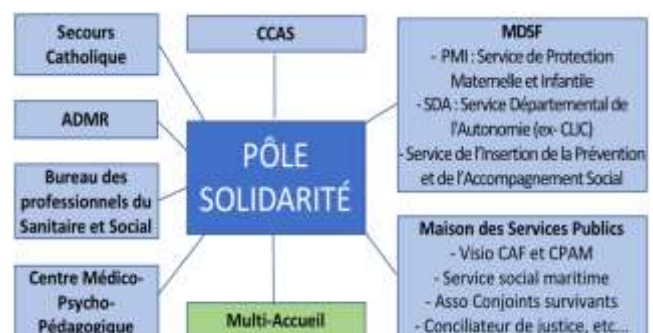 Secours
Catholique
CCAS
MDSF
- PMI : Service de Protection
Maternelle et Infantile
- SDA : Service Départemental de
l'Autonomie (ex- CLIC)
- Service de l'Insertion de la Prévention
et de l'Accompagnement Social
ADMR
PÔLE
SOLIDARITÉ
Bureau des
professionnels du
Sanitaire et Social
Maison des Services Publics
- Visio CAF et CPAM
- Service social maritime
- Asso Conjoints survivants
- Conciliateur de justice, etc...
Centre Médico-
Psycho-
Pédagogique
Multi-Accueil